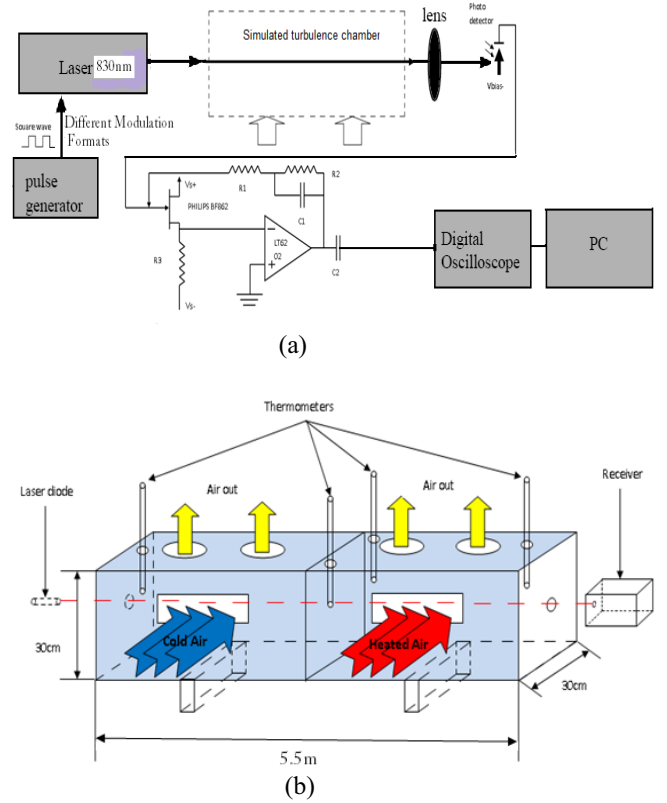 lens
Photo
detector
Simulated turbulence chamber
Laser 830nm
Vbias-
Square wave
Different Modulation
Formats
pulse
generator
Vs+
R1
R2
PHILIPS BF862
C1
LT62
O2
C2
R3
Vs-
Digital
Oscilloscope
PC
(a)
Thermometers
Laser diode
Air out
Air out
Receiver
Cold Air
Heated Air
30cm
30cm
5.5m
(b)